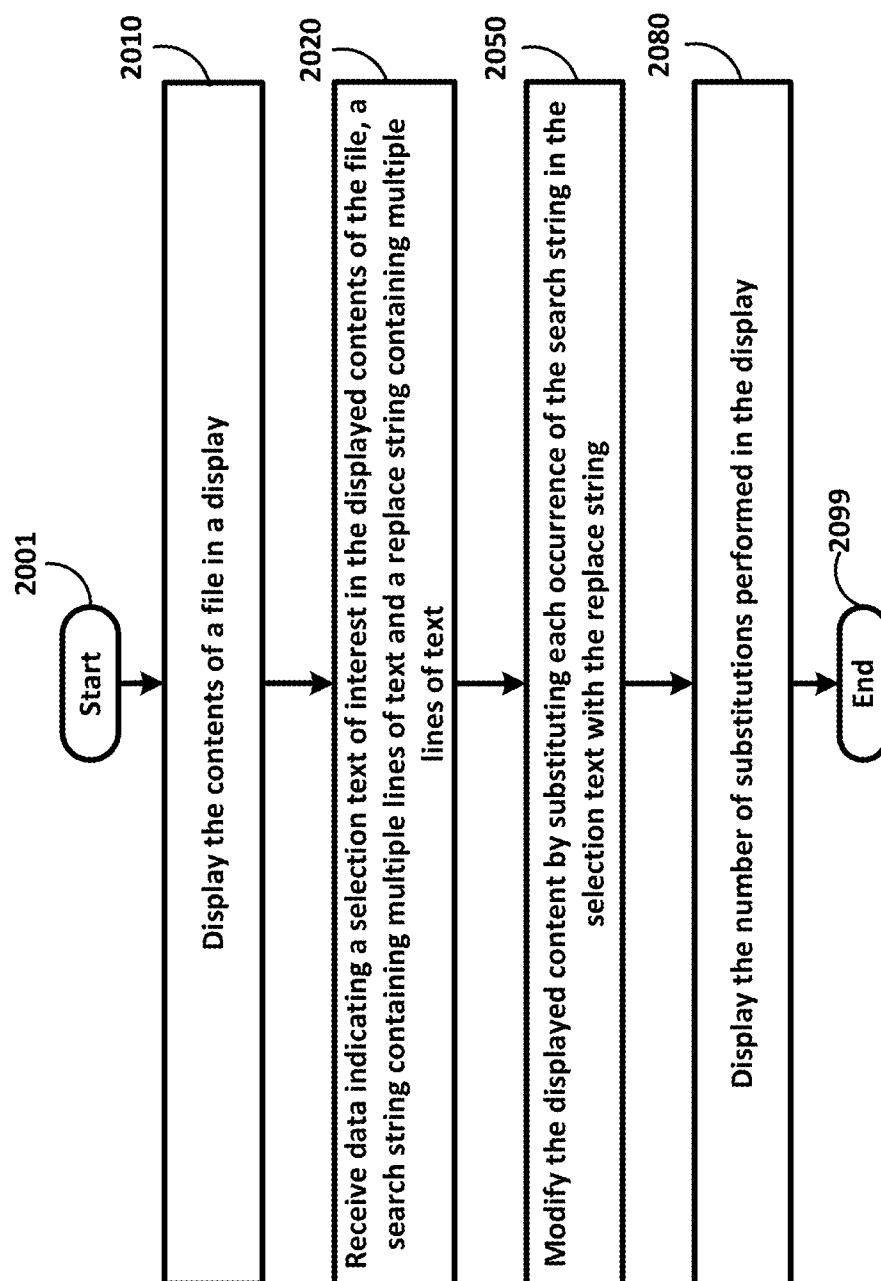 2001
Start
2010
Display the contents of a file in a display
2020
Receive data indicating a selection text of interest in the displayed contents of the file, a
search string containing multiple lines of text and a replace string containing multiple
lines of text
2050
Modify the displayed content by substituting each occurrence of the search string in the
selection text with the replace string
2080
Display the number of substitutions performed in the display
2099
End